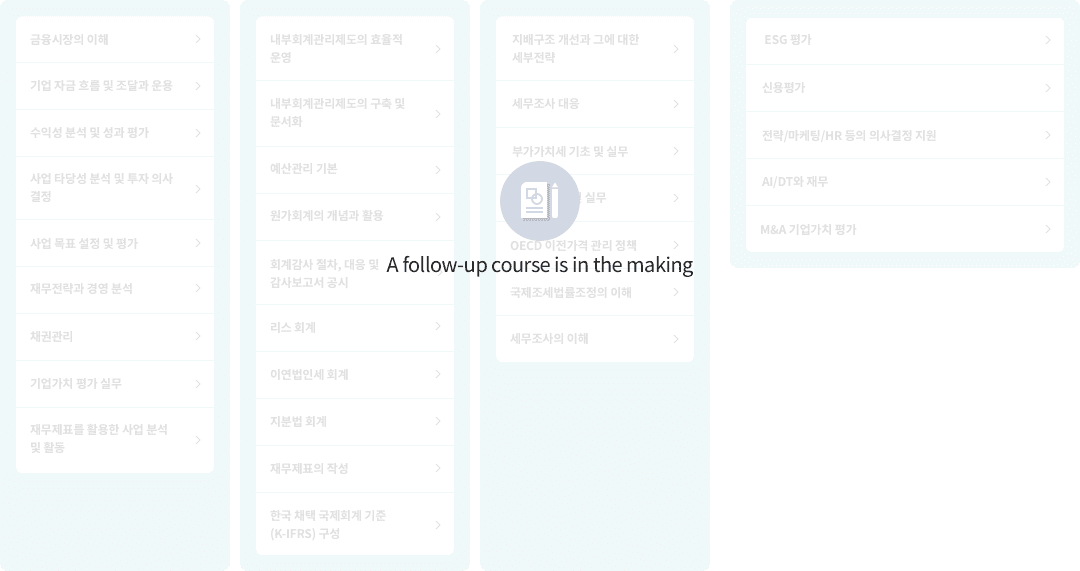 금융시장의 이해
기업 자금 흐름 및 조달과 운용
수익성 분석 및 성과 평가
사업 타당성 분석 및 투자 의사
결정
사업 목표 설정 및 평가
재무전략과 경영 분석
채권관리
기업가치 평가 실무
재무제표를 활용한 사업 분석
및 활동
내부회계관리제도의 효율적
운영
내부회계관리제도의 구축 및
문서화
예산관리 기본
원가회계의 개념과 활용
회계감사 절차, 대응 및
감사보고서 공시
리스 회계
이연법인세 회계
지분법 회계
재무제표의 작성
한국 채택 국제회계 기준
(K-IFRS) 구성
지배구조 개선과 그에 대한
세부전략
세무조사 대응
부가가치세 기초 및 실무
실무
OECD 이전가격 관리 정책
A follow-up course is in the making
국제조세법률조정의 이해
세무조사의 이해
ESG 평가
신용평가
전략/마케팅/HR 등의 의사결정 지원
AI/DT와 재무
M&A 기업가치 평가